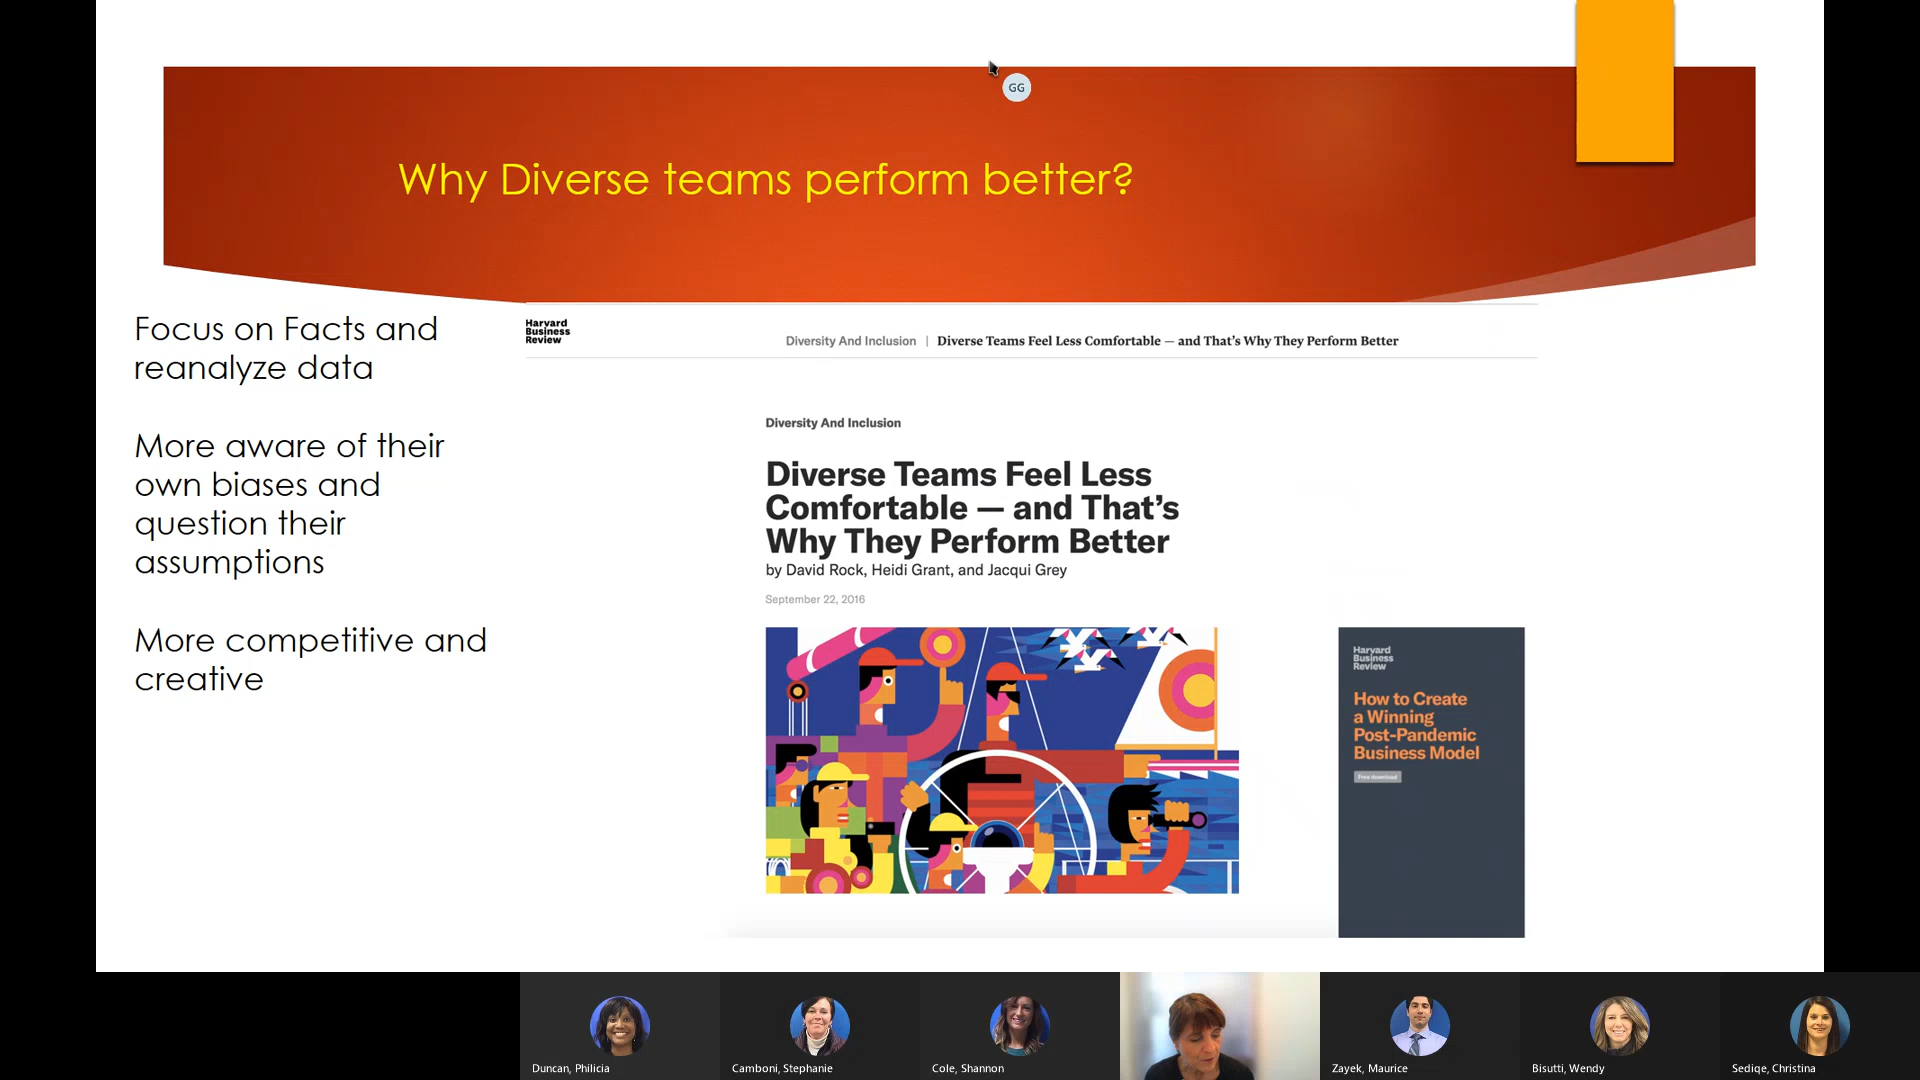 GG
Why Diverse teams perform better?
Focus on Facts and
reanalyze data
More aware of their
own biases and
question their
assumptions
More competitive and
creative
Harvard
Business
Review
Diversity And Inclusion | Diverse Teams Feel Less Comfortable — and That’s Why They Perform Better
Diversity And Inclusion
Diverse Teams Feel Less
Comfortable — and That’s
Why They Perform Better
by David Rock, Heidi Grant, and Jacqui Grey
September 22, 2016
Harvard
Business
Review
How to Create
a Winning
Post-Pandemic
Business Model
Free download
Duncan, Philicia
Camboni, Stephanie
Cole, Shannon
Zayek, Maurice
Bisutti, Wendy
Sediqe, Christina